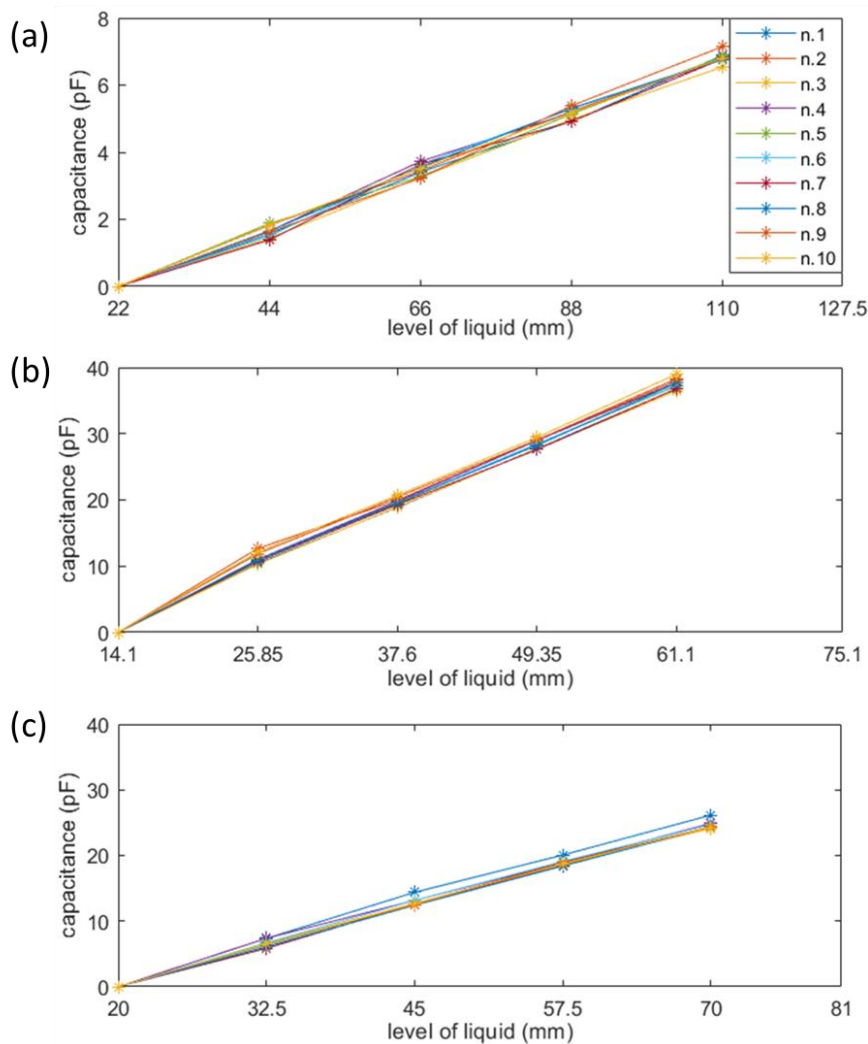 (a)
capacitance (pF)
8
6
4
2
0
22 44 66 88 110 127.5
level of liquid (mm)
n.1
n.2
n.3
n.4
n.5
n.6
n.7
n.8
n.9
n.10
(b)
capacitance (pF)
40
30
20
10
0
14.1 25.85 37.6 49.35 61.1 75.1
level of liquid (mm)
(c)
capacitance (pF)
40
30
20
10
0
20 32.5 45 57.5 70 81
level of liquid (mm)